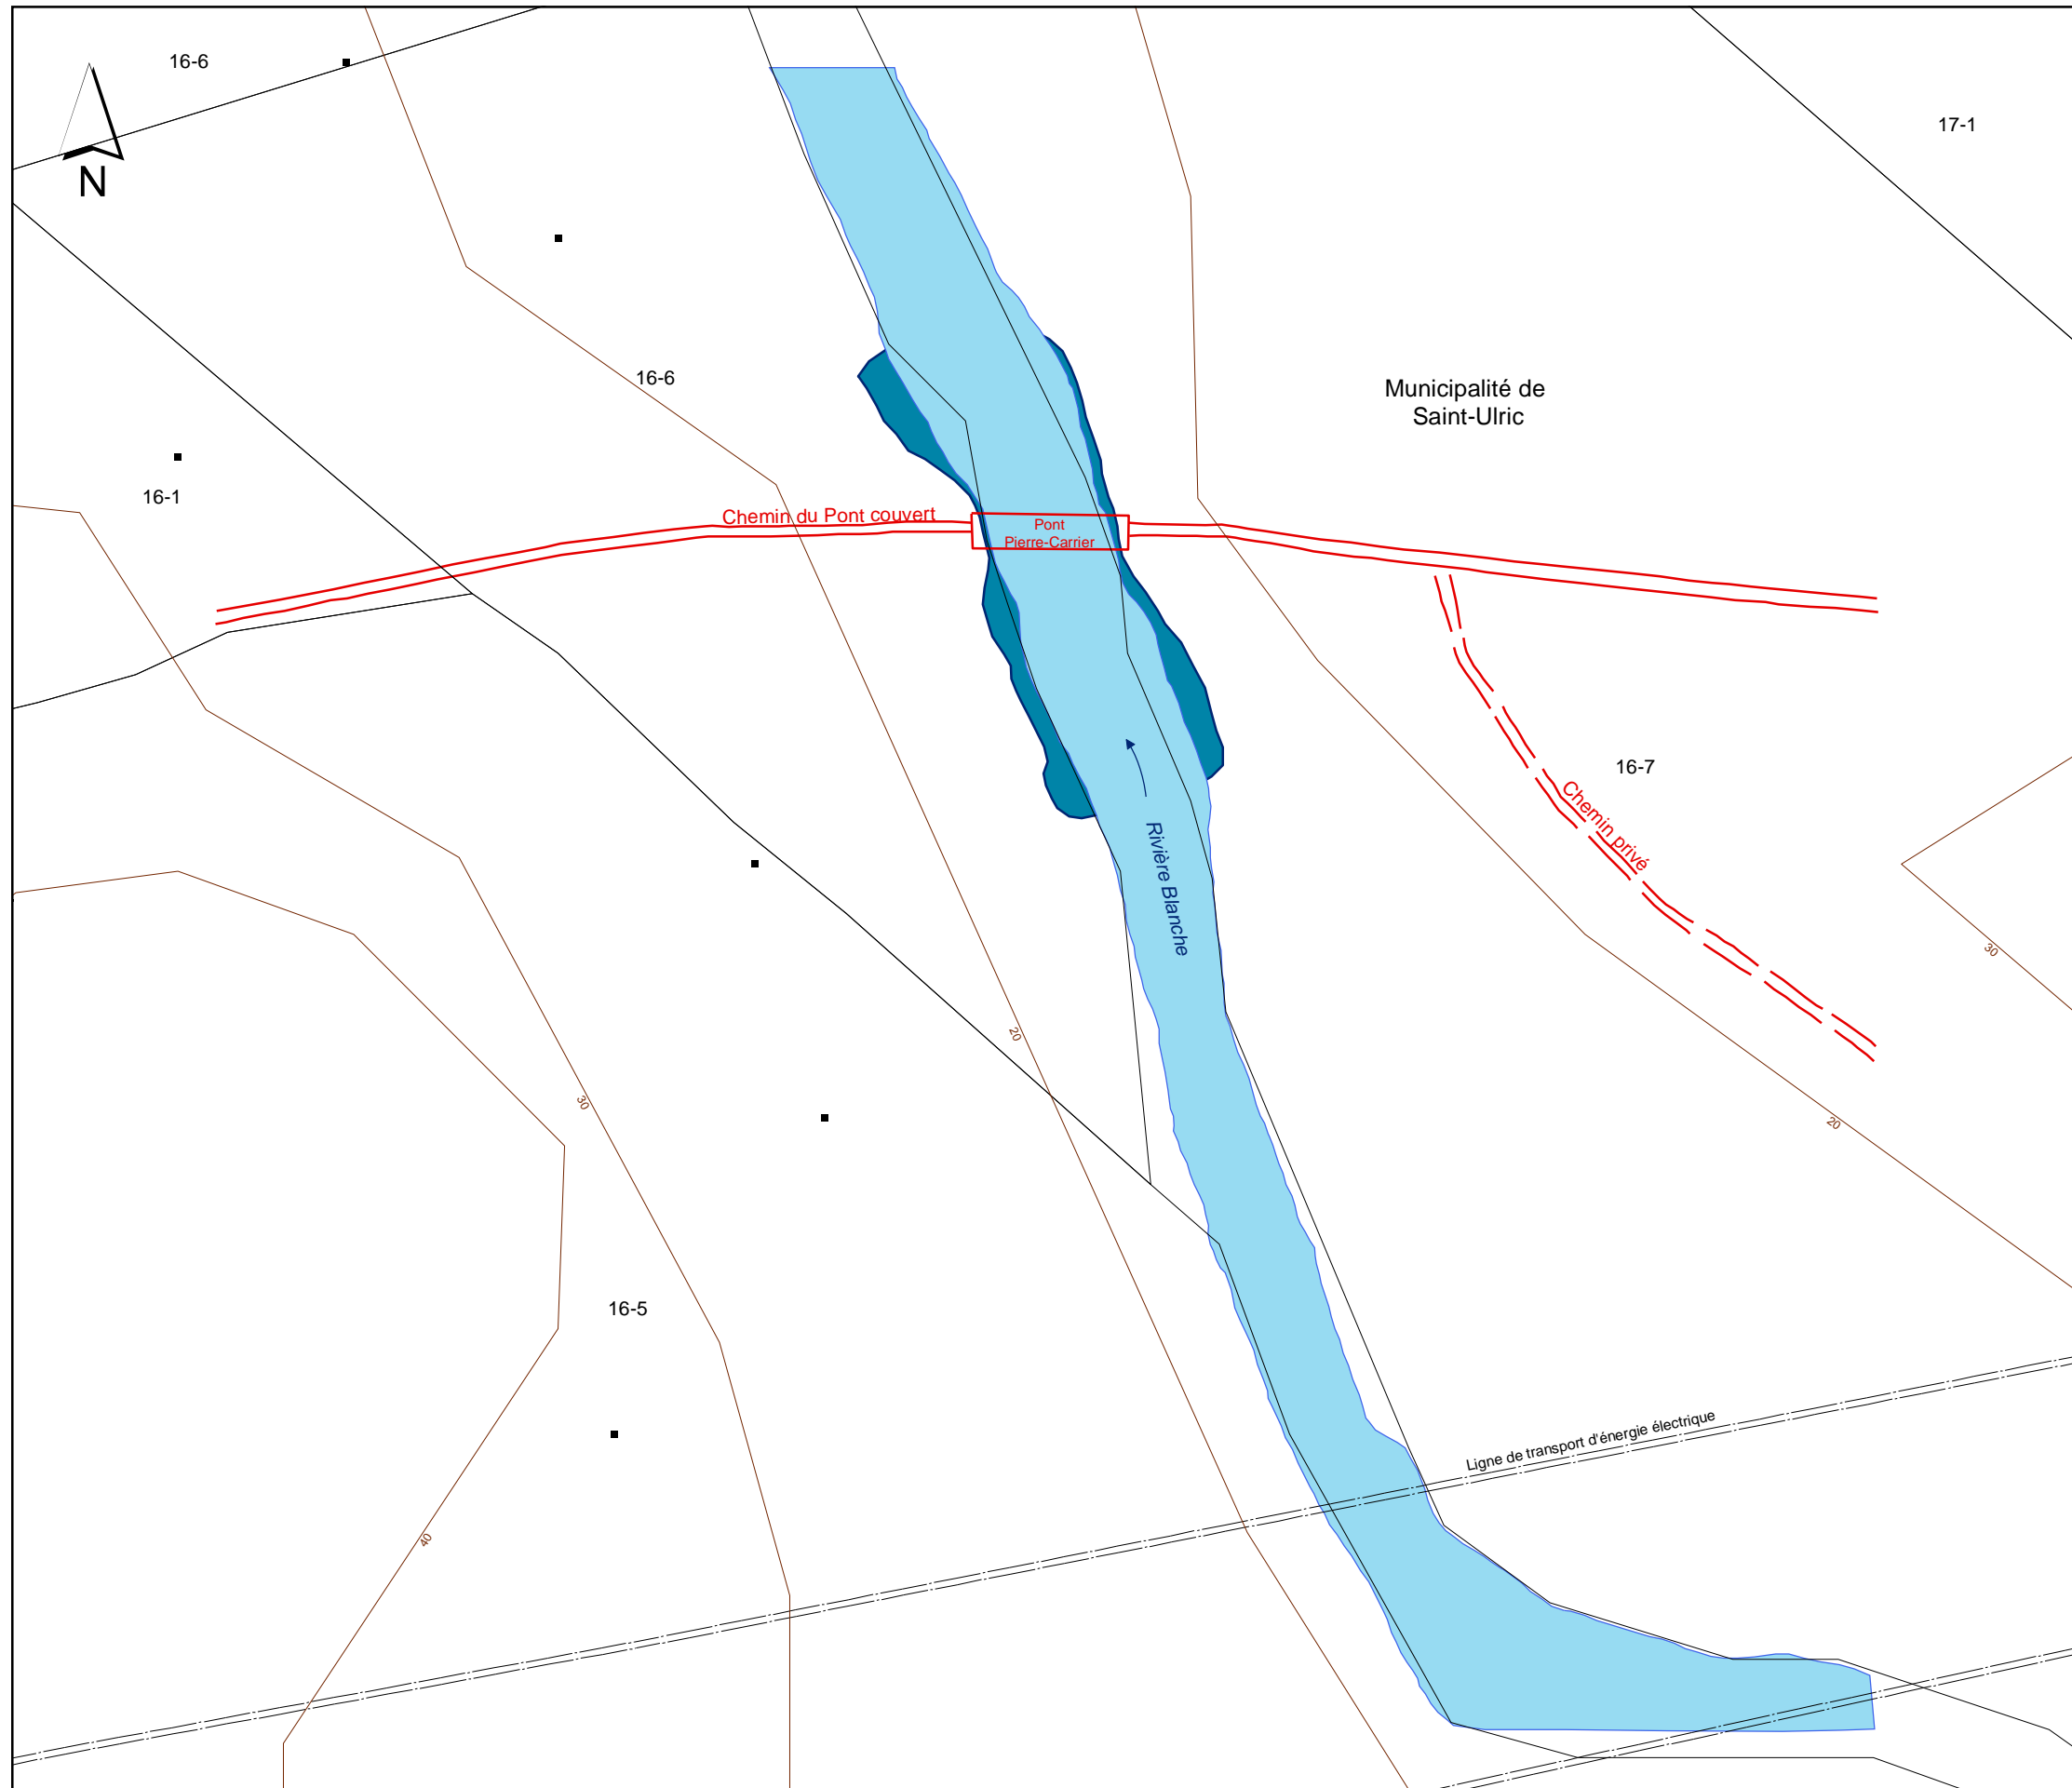 16-6
17-1
N
16-6
Municipalité de
Saint-Ulric
16-1
Chemin du Pont couvert
Pont
Pierre-Carrier
16-7
Chemin privé
Rivière Blanche
30
20
30
20
16-5
Ligne de transport d'énergie électrique
40